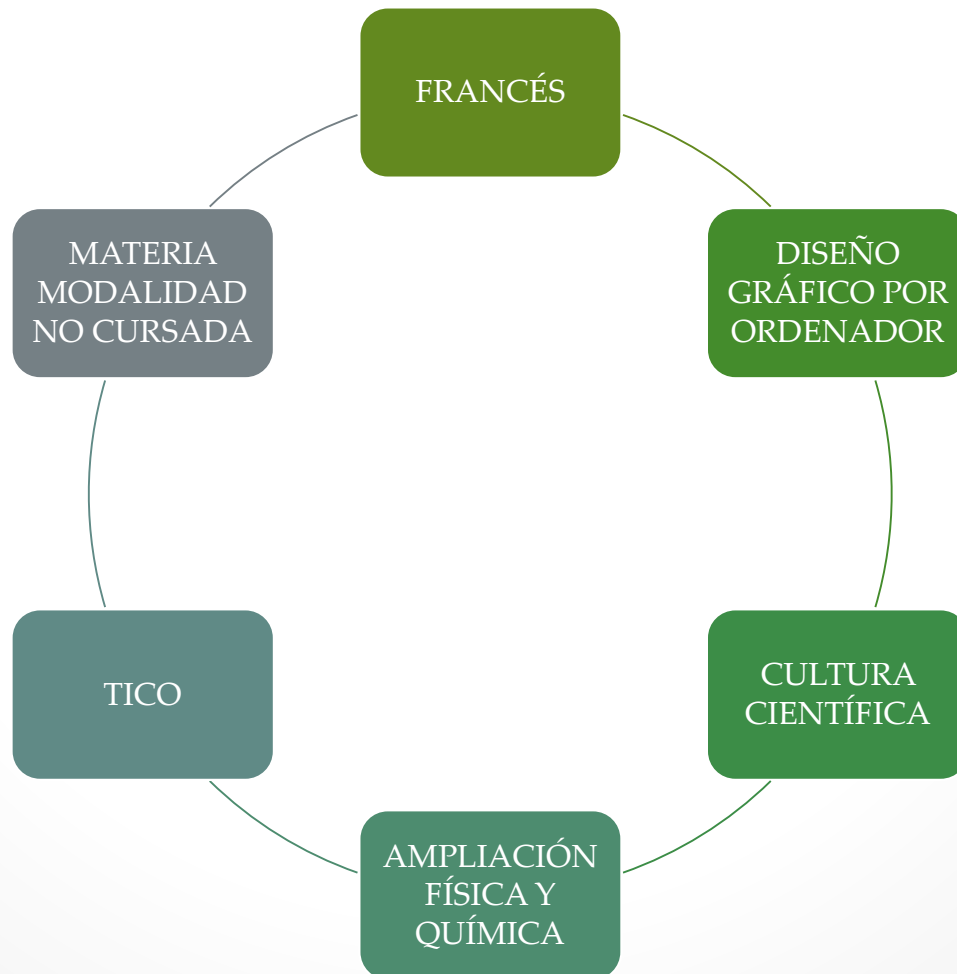 FRANCÉS
DISEÑO
GRÁFICO POR
ORDENADOR
CULTURA
CIENTÍFICA
AMPLIACIÓN
FÍSICA Y
QUÍMICA
TICO
MATERIA
MODALIDAD
NO CURSADA